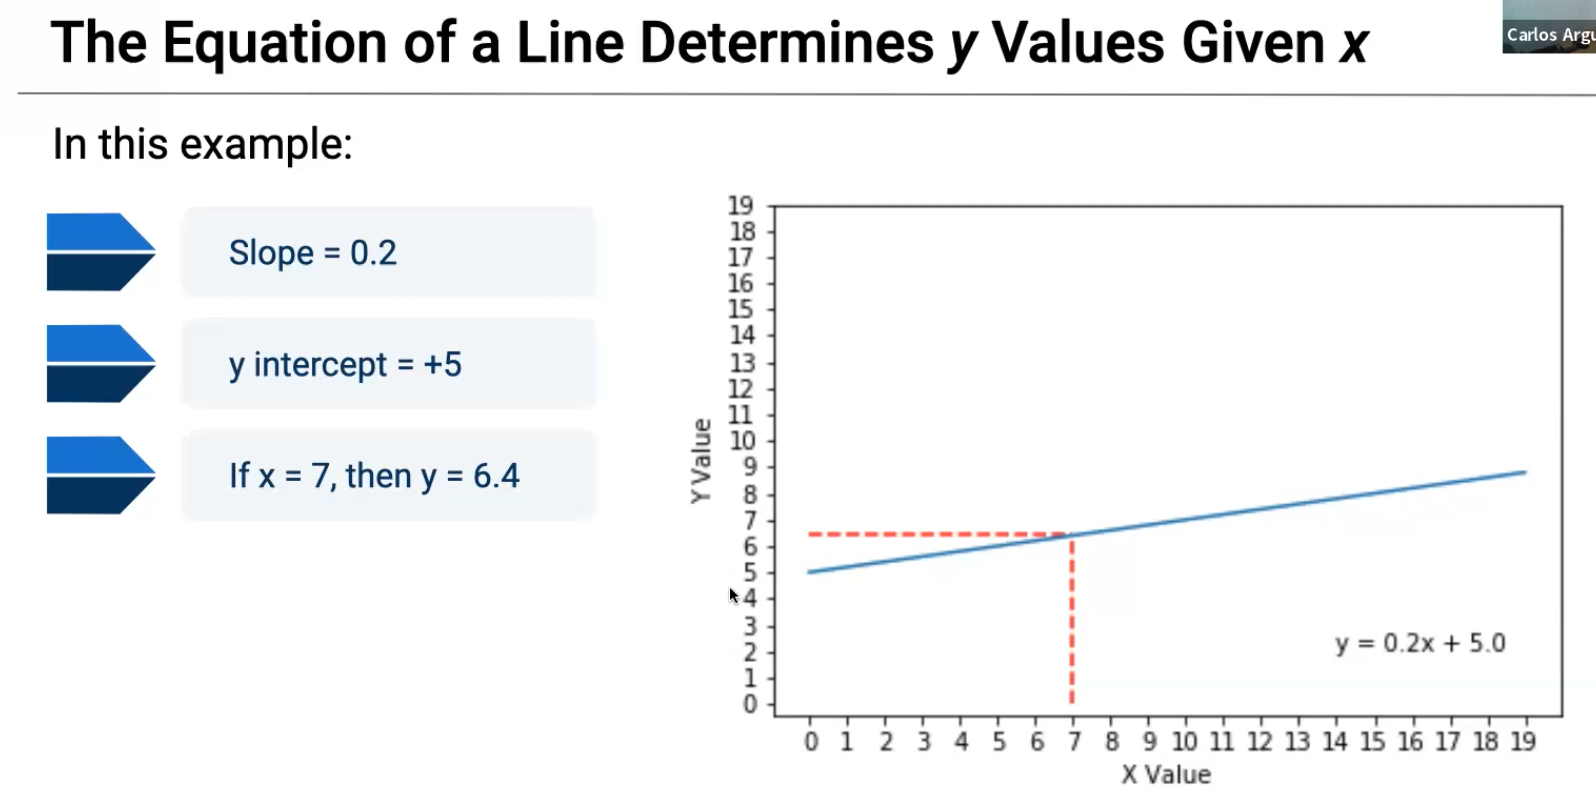 The Equation of a Line Determines y Values Given x
Carlos Argu
In this example:
Slope = 0.2
y intercept = +5
If x = 7, then y = 6.4
19
18
17
16
15
14
13
12
11
10
9
8
7
6
5
4
3
2
1
0
Y Value
y = 0.2x + 5.0
0 1 2 3 4 5 6 7 8 9 10 11 12 13 14 15 16 17 18 19
X Value